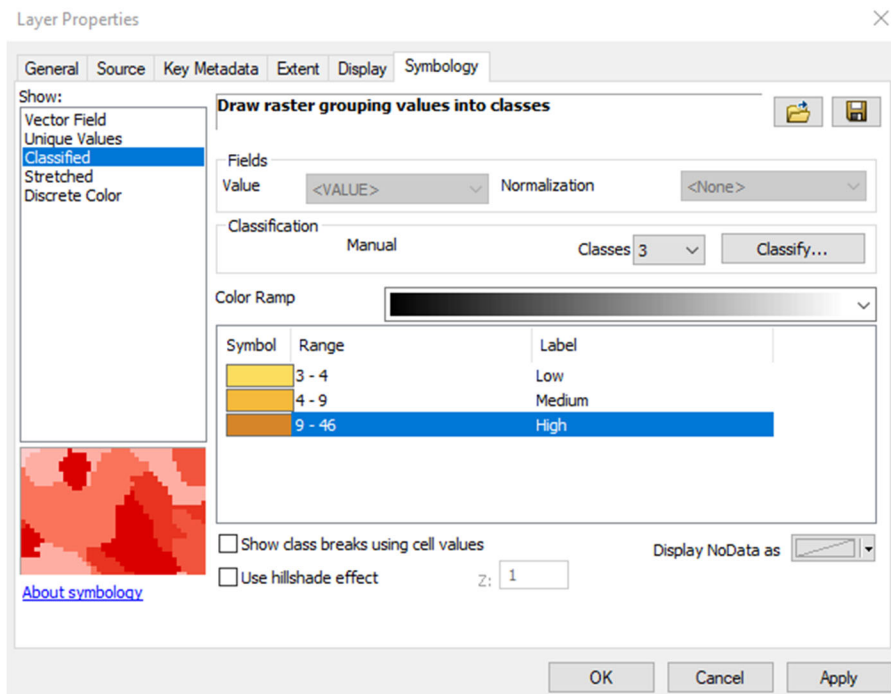 Layer Properties
General Source Key Metadata Extent Display Symbology
Show:
Vector Field
Unique Values
Classified
Stretched
Discrete Color
Draw raster grouping values into classes
Fields
Value <VALUE> Normalization <None>
Classification
Manual Classes 3 Classify...
Color Ramp
Symbol Range Label
3 - 4 Low
4 - 9 Medium
9 - 46 High
Show class breaks using cell values
Display NoData as
Use hillshade effect Z: 1
About symbology
OK Cancel Apply